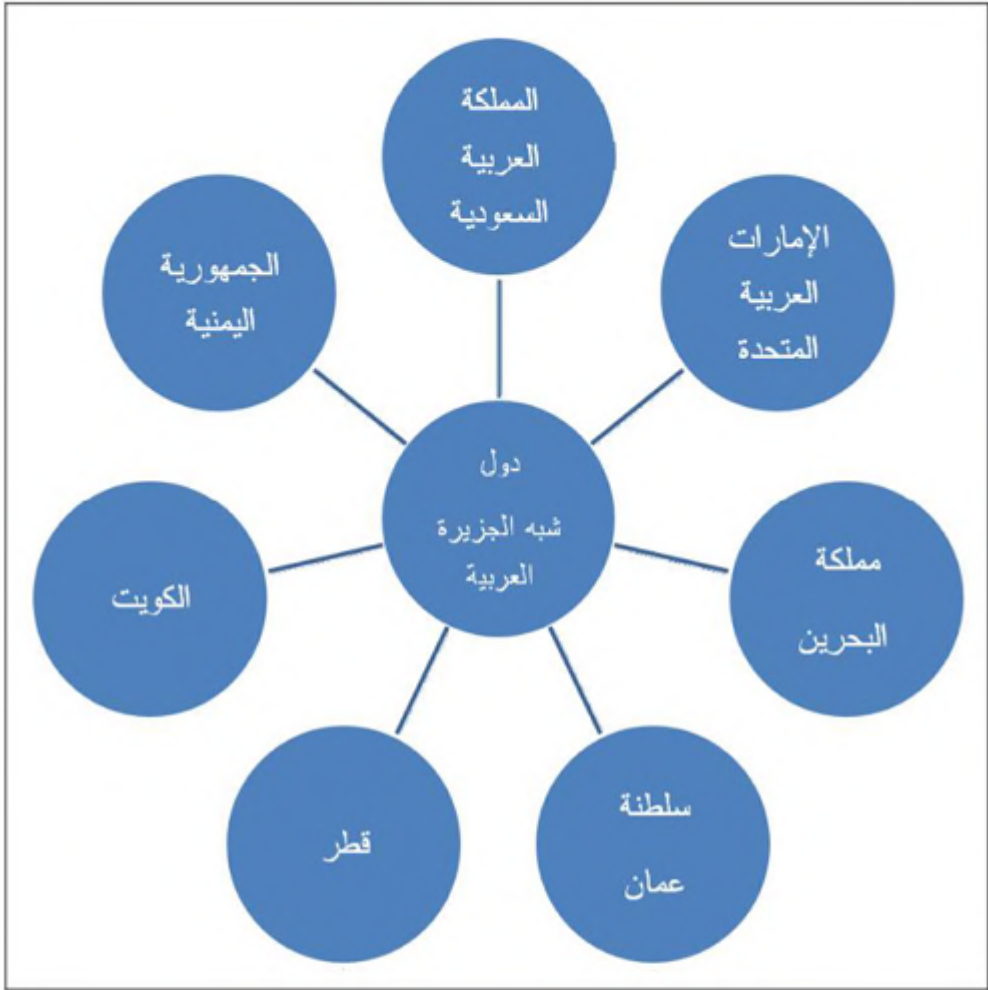 المملكة
العربية
السعودية
الإمارات
العربية
المتحدة
مملكة
البحرين
سلطنة
عمان
قطر
الكويت
الجمهورية
اليمنية
دول
شبه الجزيرة
العربية